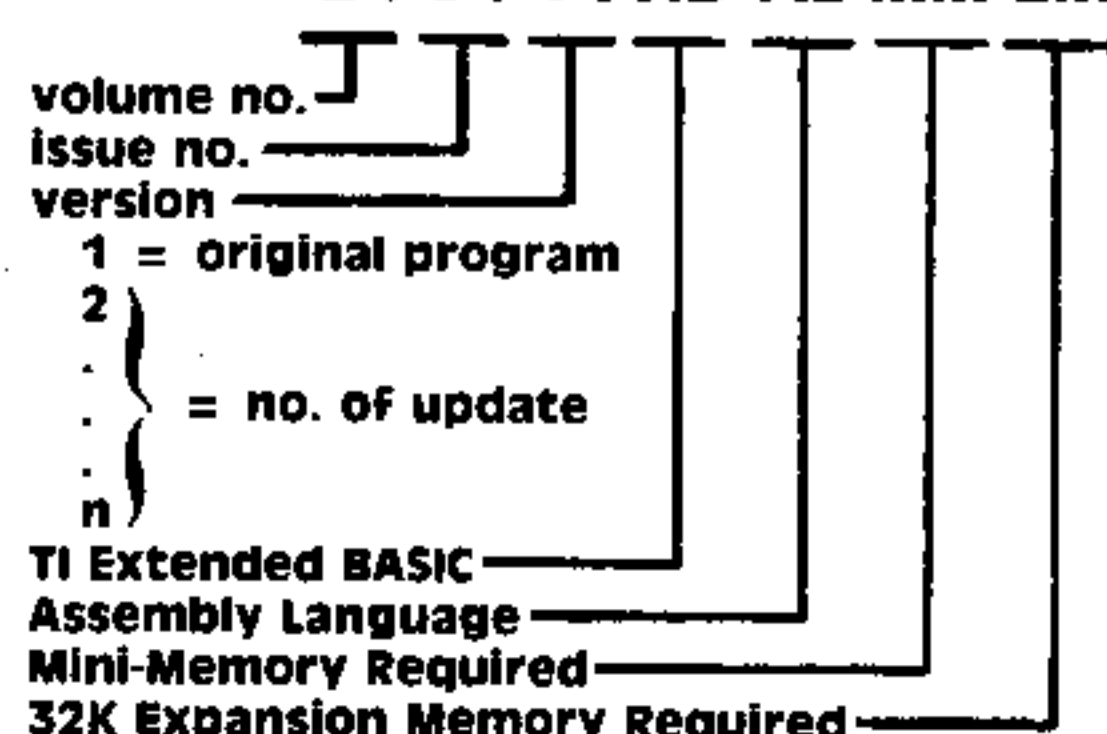 volume no.
issue no.
version
1 = original program
2
.
.
= no. of update
.
n
TI Extended BASIC
Assembly Language
Mini-Memory Required
32K Expansion Memory Required